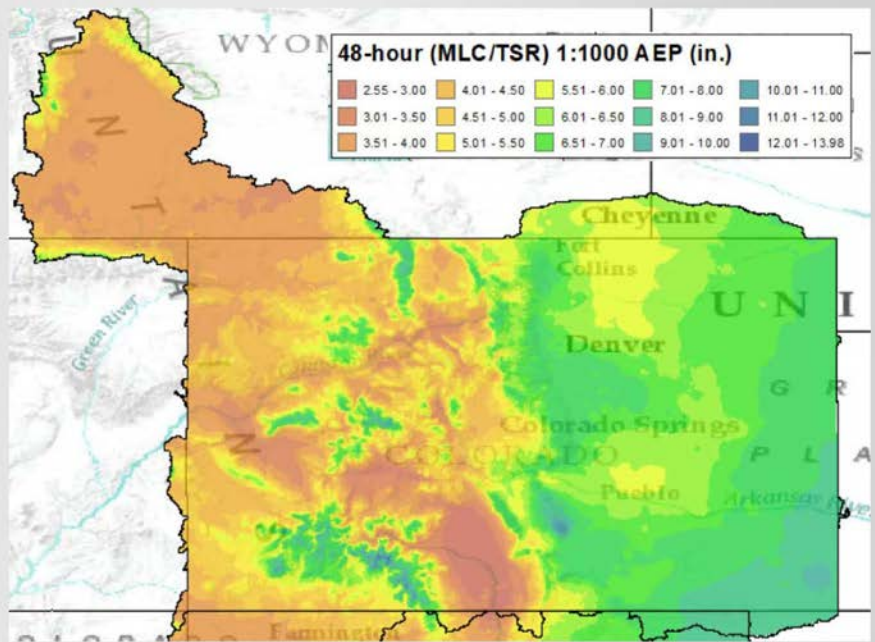 WYOM
48-hour (MLC/TSR) 1:1000 AEP (in.)
2.55 - 3.00 4.01 - 4.50 5.51 - 6.00 7.01 - 8.00 10.01 - 11.00
3.01 - 3.50 4.51 - 5.00 6.01 - 6.50 8.01 - 9.00 11.01 - 12.00
3.51 - 4.00 5.01 - 5.50 6.51 - 7.00 9.01 - 10.00 12.01 - 13.98
U
N
T
A
I
N
S
Cheyenne
Fort
Collins
UNI
Green River
Denver
G R
Colorado Springs
COLORADO
P L A
Pueblo
Arkansas River
Farmington